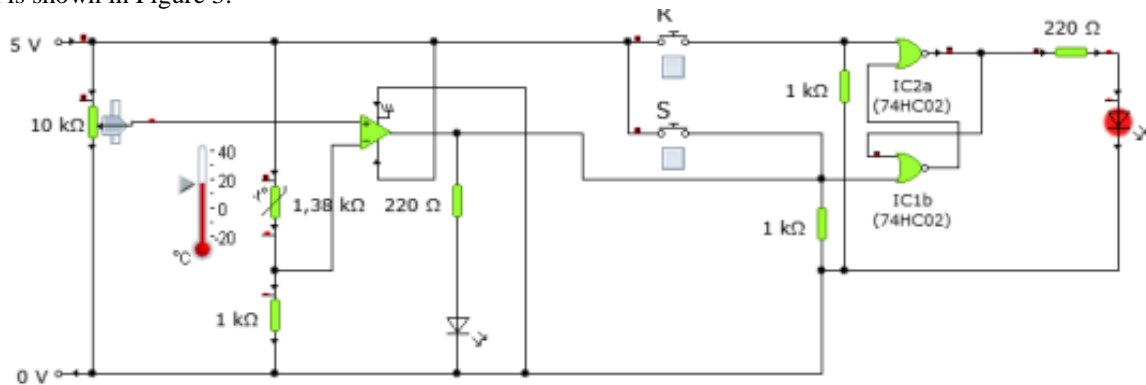 is shown in Figure 3.
R
220 Ω
5 V
1 kΩ
IC2a
(74HC02)
S
10 kΩ
40
20
0
-20
°C
-t°
1,38 kΩ
220 Ω
IC1b
(74HC02)
1 kΩ
1 kΩ
0 V